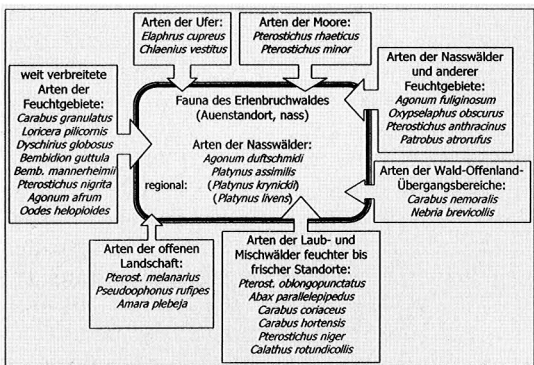 Arten der Ufer:
Elaphrus cupreus
Chlaenius vestitus
Arten der Moore:
Pterostichus rhaeticus
Pterostichus minor
weit verbreitete
Arten der
Feuchtgebiete:
Carabus granulatus
Loricera pilicornis
Dyschirius globosus
Bembidion guttula
Bemb. mannerheimii
Pterostichus nigrita
Agonum afrum
Oodes helopioides
Fauna des Erlenbruchwaldes
(Auenstandort, nass)
Arten der Nasswälder:
Agonum duftschmidi
Platynus assimilis
regional: (Platynus krynickii)
(Platynus livens)
Arten der Nasswälder
und anderer
Feuchtgebiete:
Agonum fuliginosum
Oxypselaphus obscurus
Pterostichus anthracinus
Patrobus atrorufus
Arten der Wald-Offenland-
Übergangsbereiche:
Carabus nemoralis
Nebria brevicollis
Arten der offenen
Landschaft:
Pterost. melanarius
Pseudoophonus rufipes
Amara plebeja
Arten der Laub- und
Mischwälder feuchter bis
frischer Standorte:
Pterost. oblongopunctatus
Abax parallelepipedus
Carabus coriaceus
Carabus hortensis
Pterostichus niger
Calathus rotundicollis